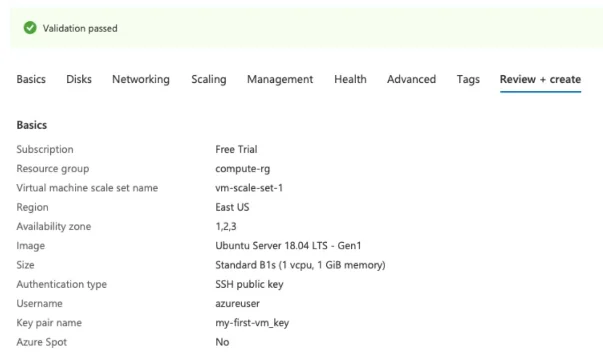 Validation passed
Basics Disks Networking Scaling Management Health Advanced Tags Review + create
Basics
Subscription Free Trial
Resource group compute-rg
Virtual machine scale set name vm-scale-set-1
Region East US
Availability zone 1,2,3
Image Ubuntu Server 18.04 LTS - Gen1
Size Standard B1s (1 vcpu, 1 GiB memory)
Authentication type SSH public key
Username azureuser
Key pair name my-first-vm_key
Azure Spot No